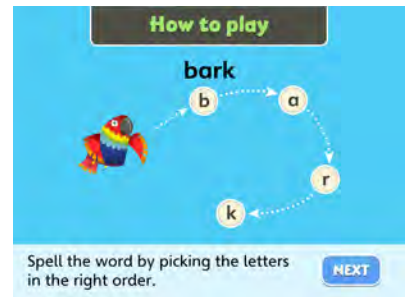 How to play
bark
b
a
r
k
Spell the word by picking the letters
in the right order.
NEXT